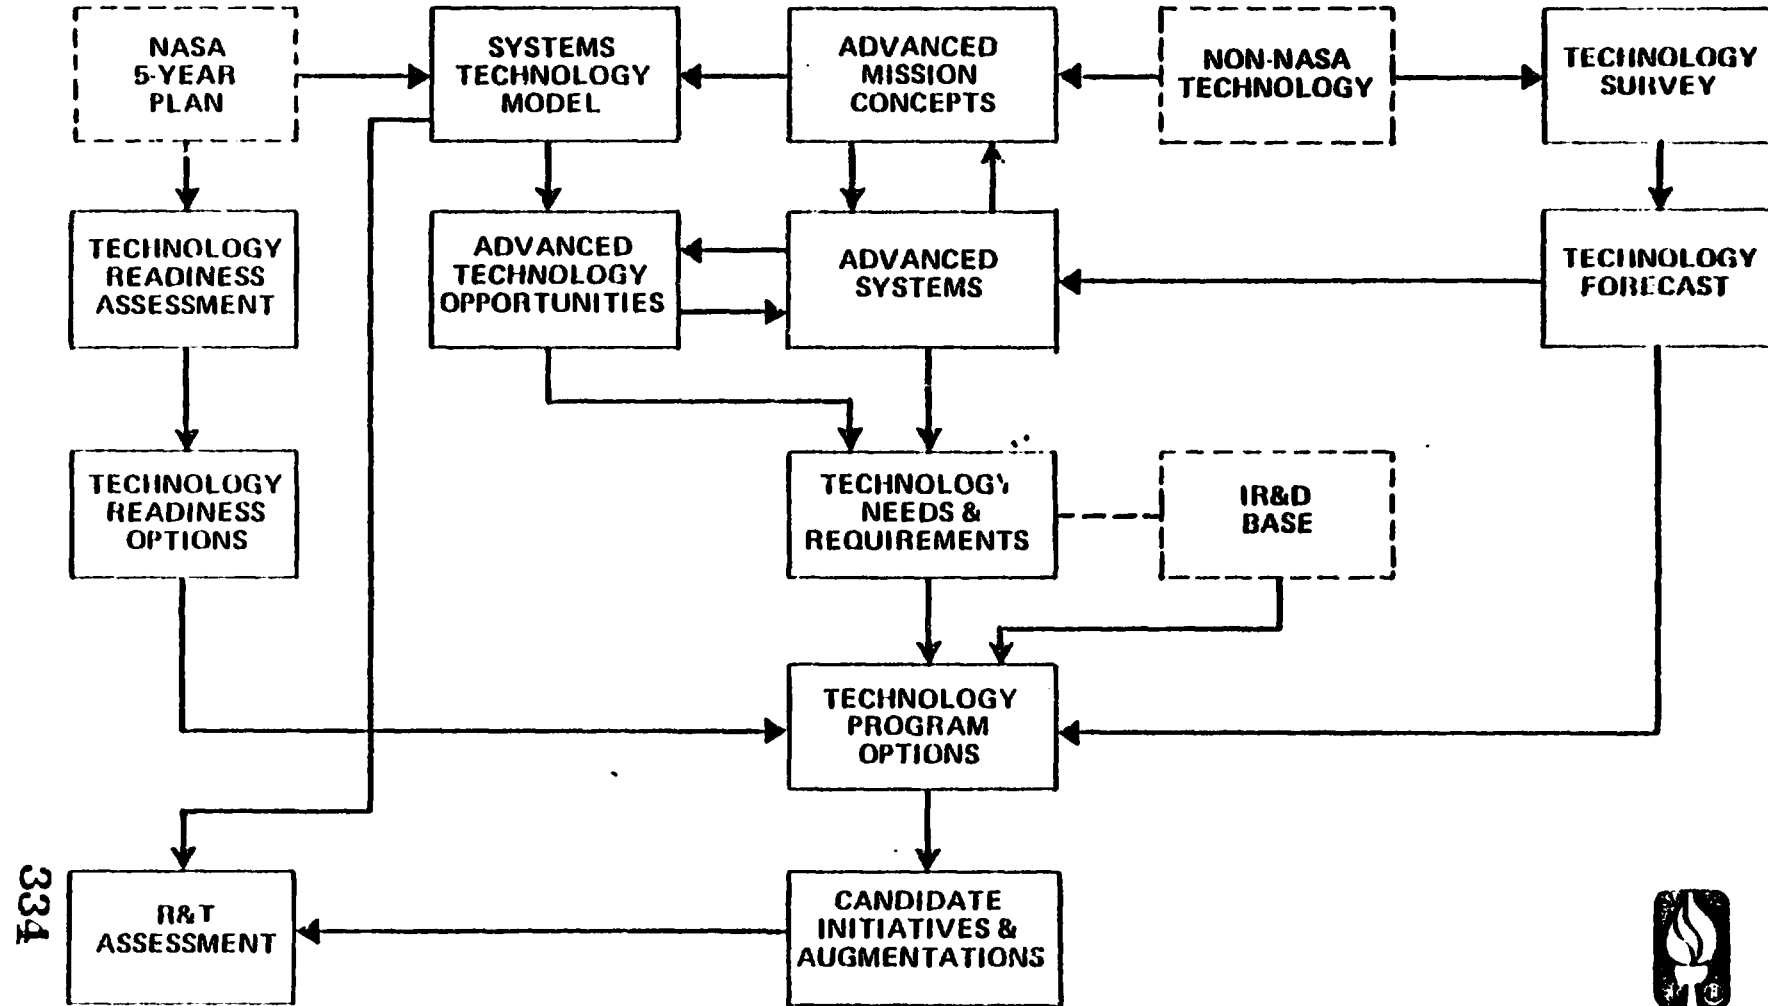 NASA
5-YEAR
PLAN
SYSTEMS
TECHNOLOGY
MODEL
ADVANCED
MISSION
CONCEPTS
NON-NASA
TECHNOLOGY
TECHNOLOGY
SURVEY
TECHNOLOGY
READINESS
ASSESSMENT
ADVANCED
TECHNOLOGY
OPPORTUNITIES
ADVANCED
SYSTEMS
TECHNOLOGY
FORECAST
TECHNOLOGY
READINESS
OPTIONS
TECHNOLOGY
NEEDS &
REQUIREMENTS
IR&D
BASE
TECHNOLOGY
PROGRAM
OPTIONS
R&T
ASSESSMENT
CANDIDATE
INITIATIVES &
AUGMENTATIONS
334